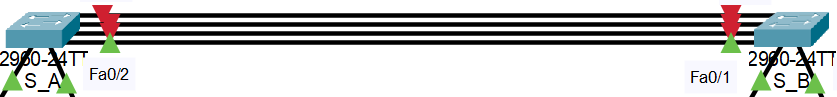 2960-24TT
S_A
Fa0/2
Fa0/1
2960-24TT
S_B